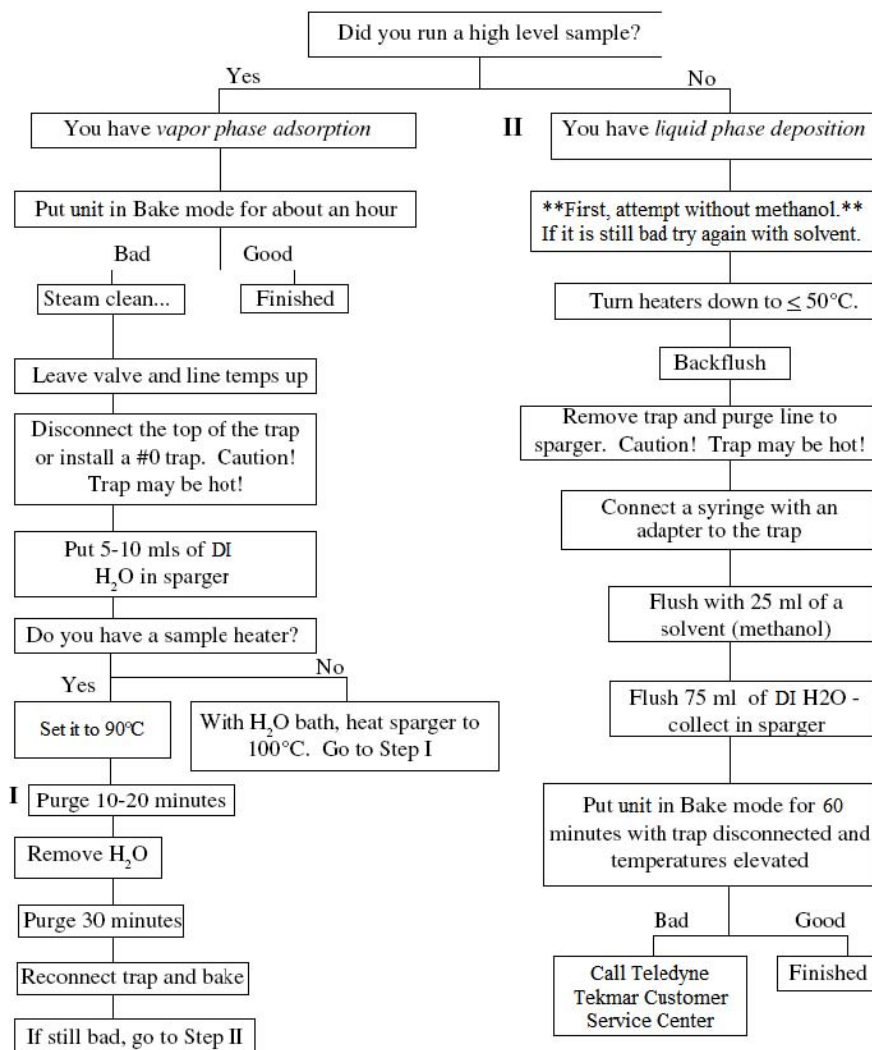 Did you run a high level sample?
Yes
No
You have vapor phase adsorption
Put unit in Bake mode for about an hour
Bad
Good
Steam clean...
Finished
Leave valve and line temps up
Disconnect the top of the trap
or install a #0 trap. Caution!
Trap may be hot!
Put 5-10 mls of DI
H₂O in sparger
Do you have a sample heater?
Yes
No
Set it to 90°C
With H₂O bath, heat sparger to
100°C. Go to Step I
I
Purge 10-20 minutes
Remove H₂O
Purge 30 minutes
Reconnect trap and bake
If still bad, go to Step II
II
You have liquid phase deposition
**First, attempt without methanol.**
If it is still bad try again with solvent.
Turn heaters down to ≤ 50°C.
Backflush
Remove trap and purge line to
sparger. Caution! Trap may be hot!
Connect a syringe with an
adapter to the trap
Flush with 25 ml of a
solvent (methanol)
Flush 75 ml of DI H2O -
collect in sparger
Put unit in Bake mode for 60
minutes with trap disconnected and
temperatures elevated
Bad
Good
Call Teledyne
Tekmar Customer
Service Center
Finished